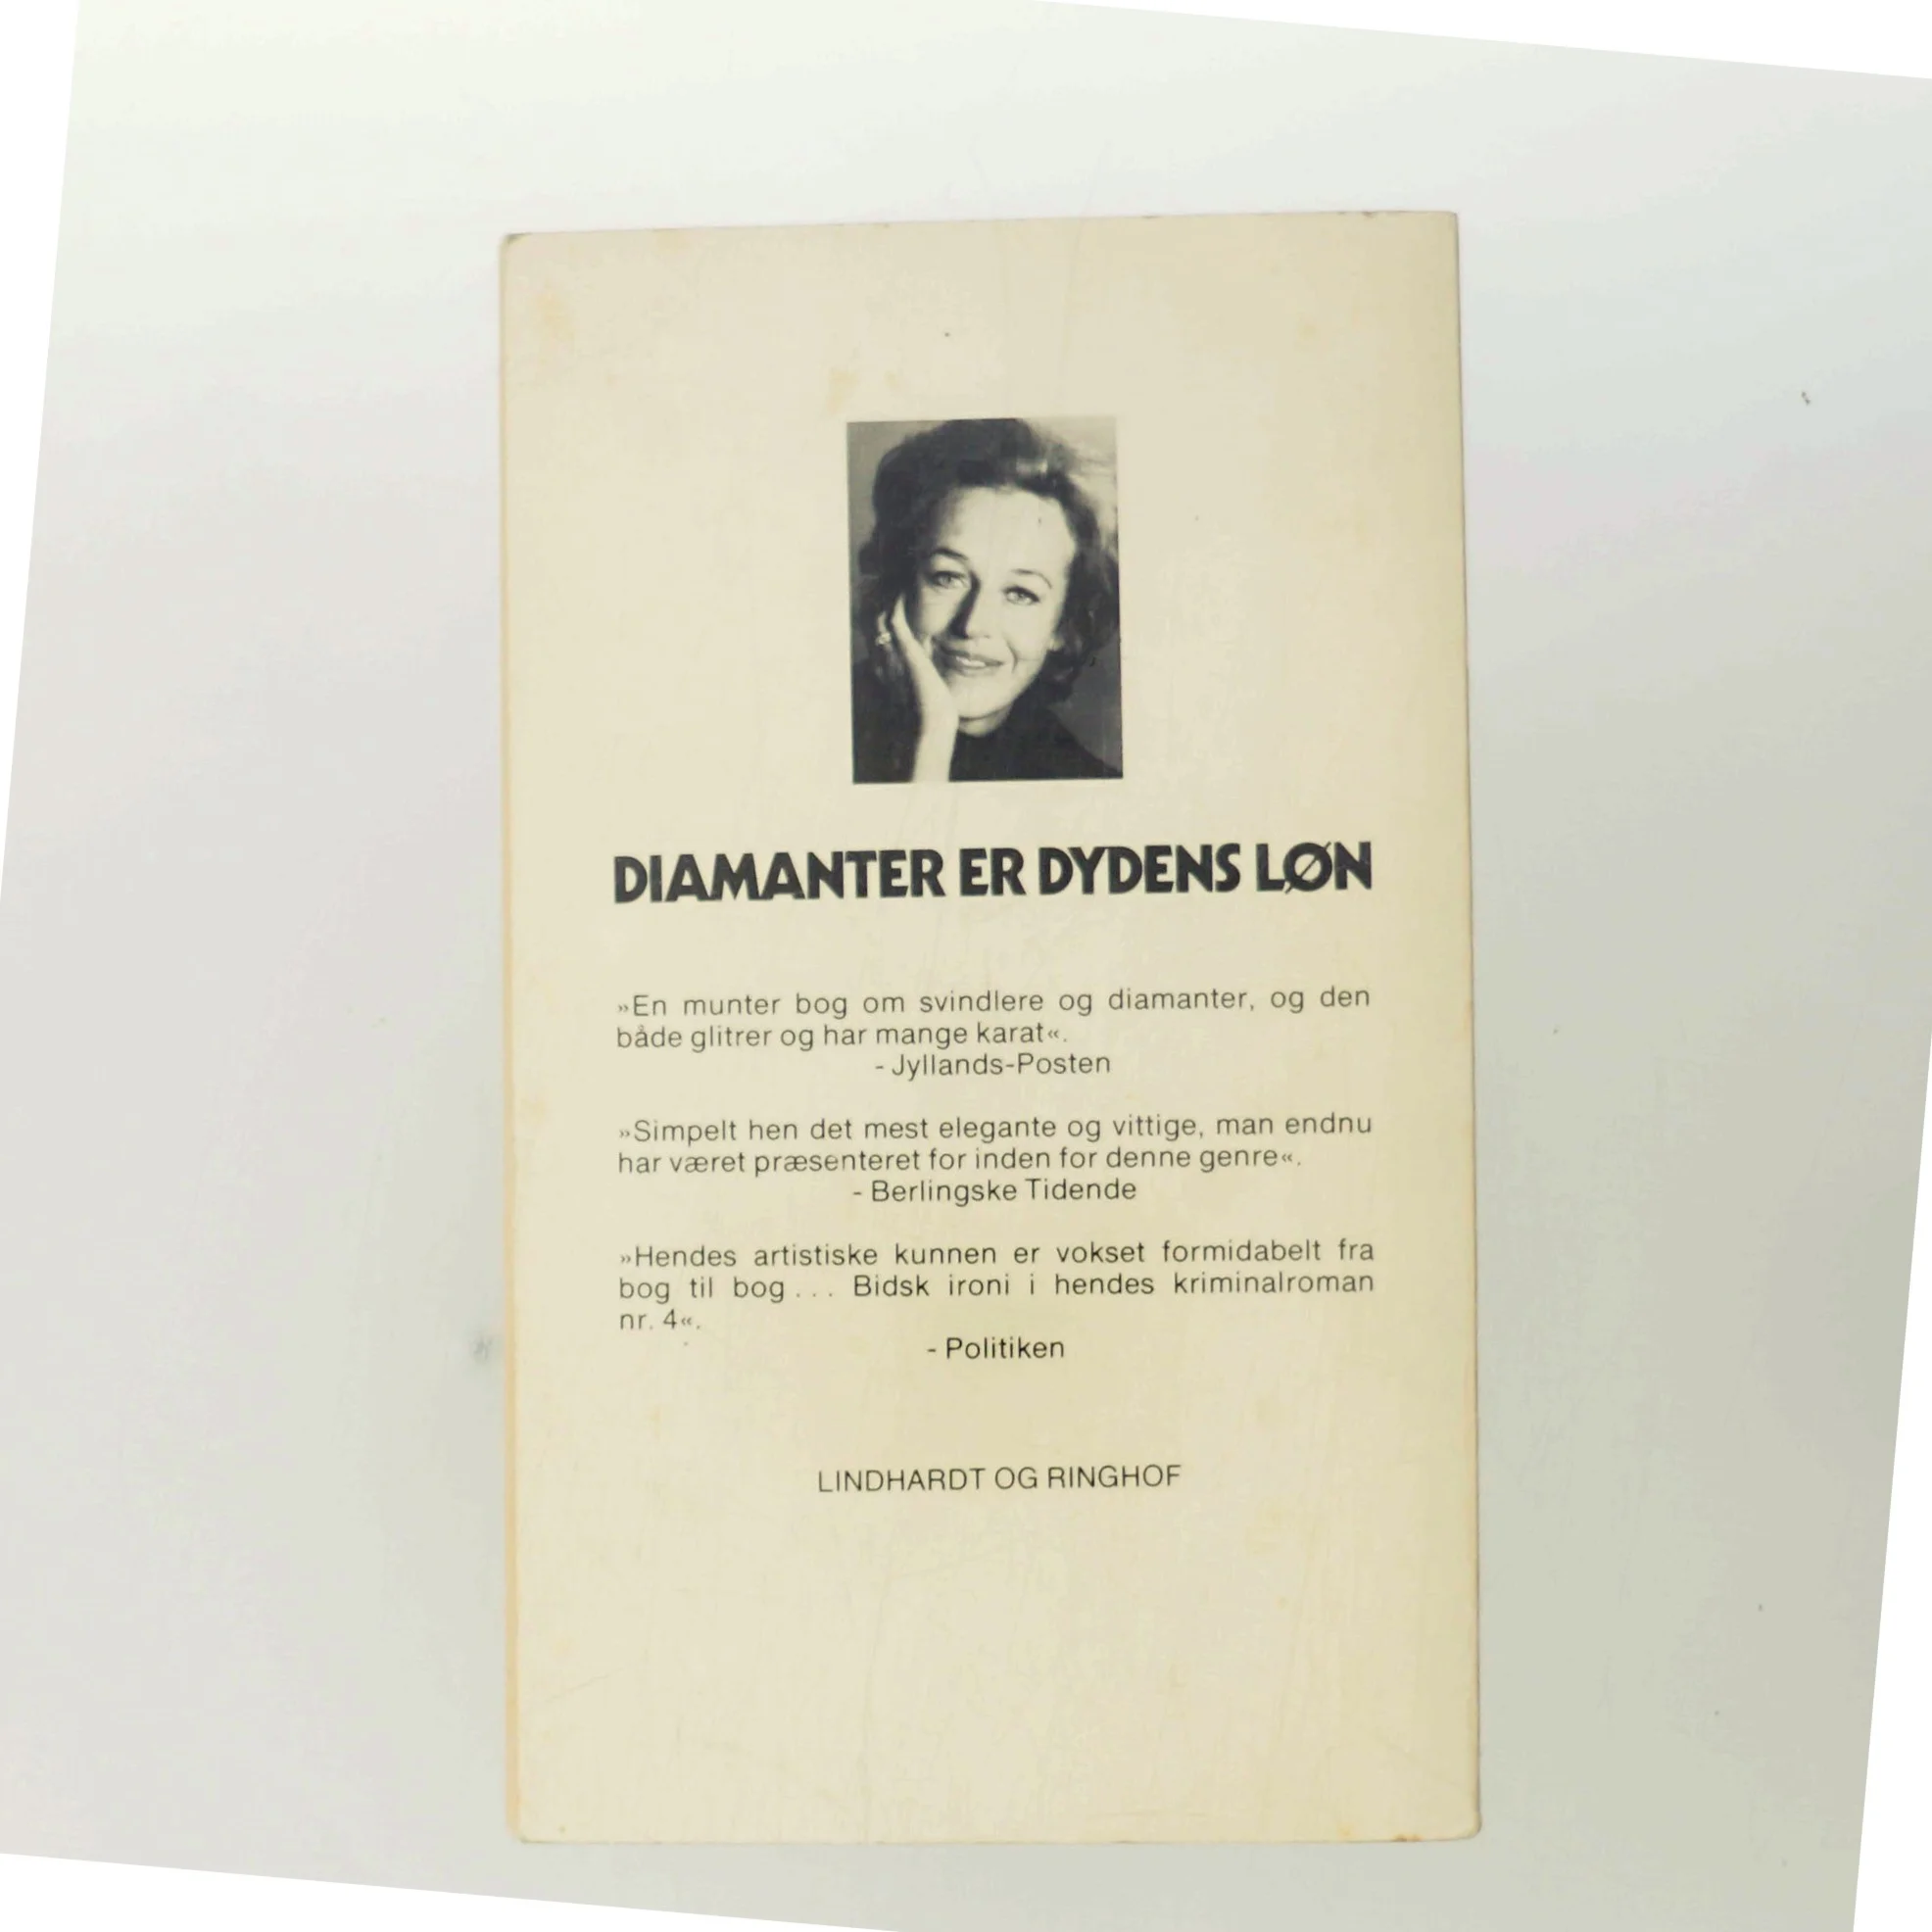 DIAMANTER ER DYDENS LØN
»En munter bog om svindlere og diamanter, og den
både glitrer og har mange karat«.
- Jyllands-Posten
»Simpelt hen det mest elegante og vittige, man endnu
har været præsenteret for inden for denne genre«.
- Berlingske Tidende
»Hendes artistiske kunnen er vokset formidabelt fra
bog til bog... Bidsk ironi i hendes kriminalroman
nr. 4«.
- Politiken
LINDHARDT OG RINGHOF